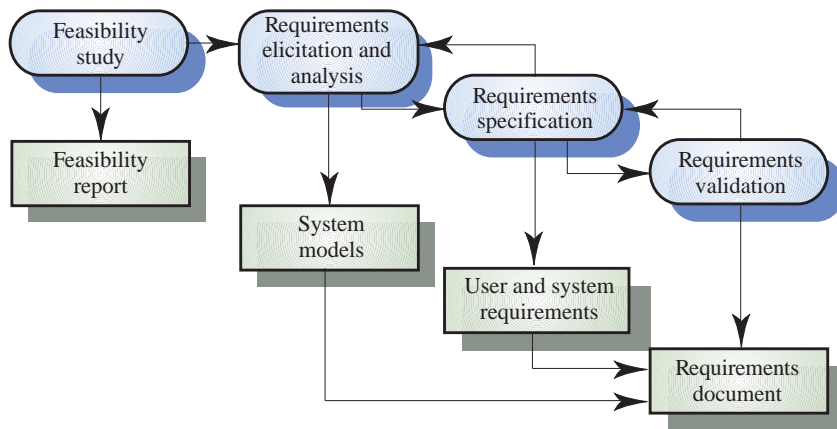 Feasibility
study
Requirements
elicitation and
analysis
Requirements
specification
Requirements
validation
Feasibility
report
System
models
User and system
requirements
Requirements
document